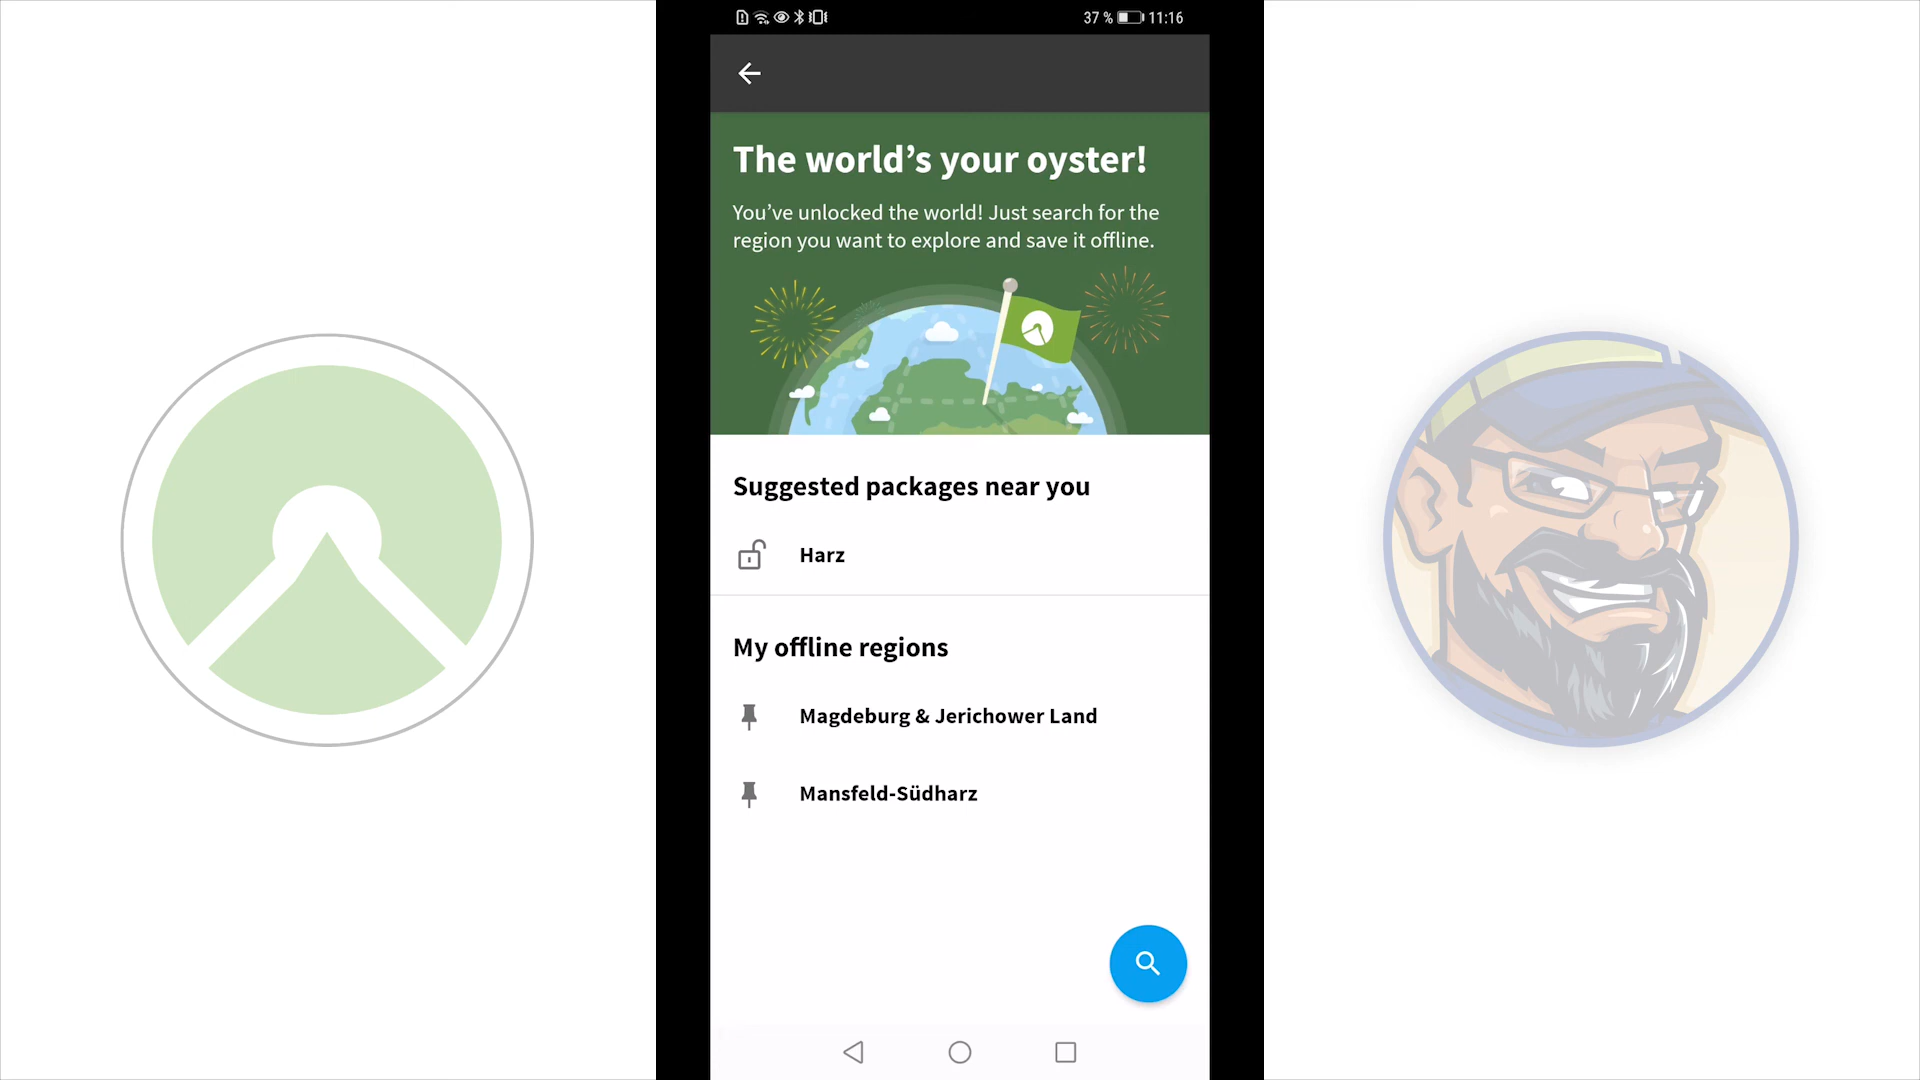 37 % 11:16
The world’s your oyster!
You’ve unlocked the world! Just search for the
region you want to explore and save it offline.
Suggested packages near you
Harz
My offline regions
Magdeburg & Jerichower Land
Mansfeld-Südharz